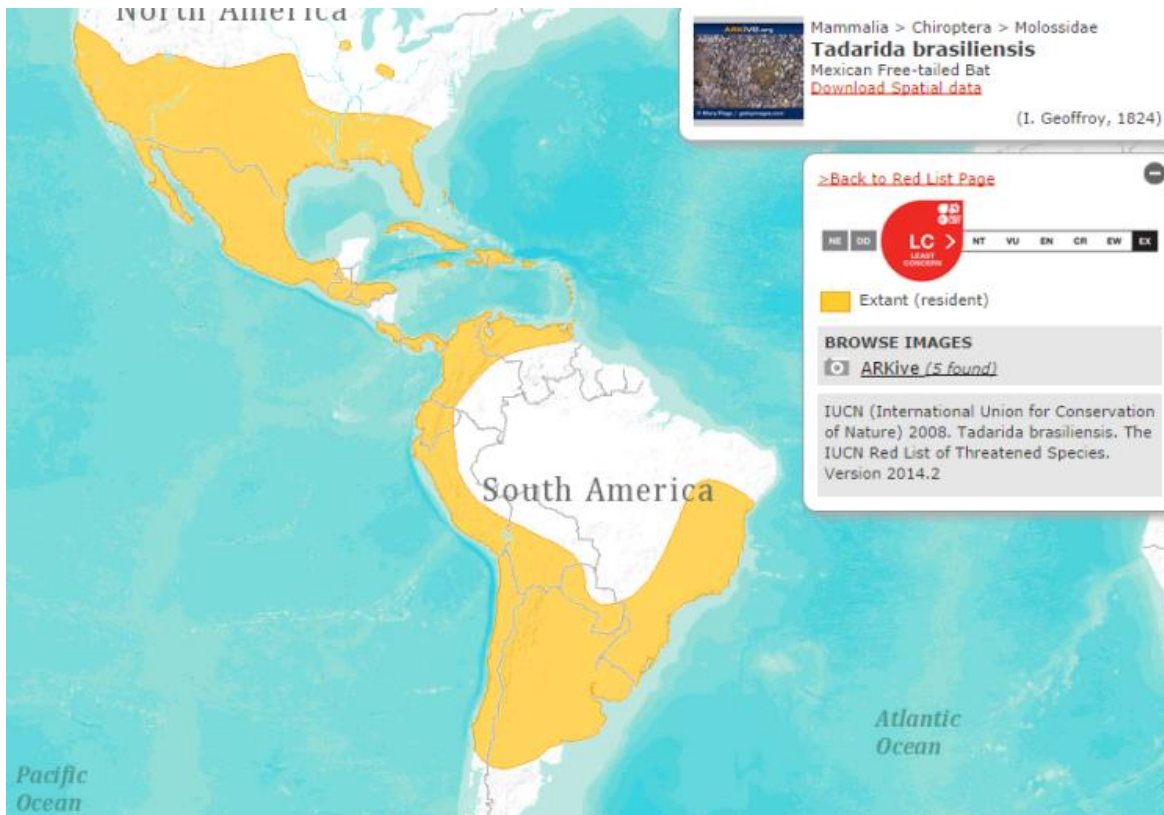 North America
ARKive.org
Mammalia > Chiroptera > Molossidae
Tadarida brasiliensis
Mexican Free-tailed Bat
Download Spatial data
(I. Geoffroy, 1824)
>Back to Red List Page
NE DD LC > NT VU EN CR EW EX
LEAST
CONCERN
Extant (resident)
BROWSE IMAGES
ARKive (5 found)
IUCN (International Union for Conservation
of Nature) 2008. Tadarida brasiliensis. The
IUCN Red List of Threatened Species.
Version 2014.2
South America
Atlantic
Ocean
Pacific
Ocean